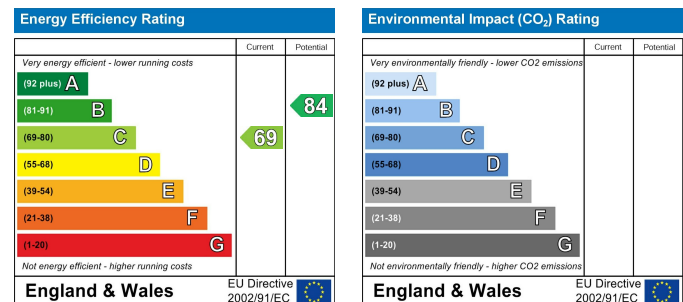 Energy Efficiency Rating
Current Potential
Very energy efficient - lower running costs
(92 plus) A
(81-91) B
84
(69-80) C
69
(55-68) D
(39-54) E
(21-38) F
(1-20) G
Not energy efficient - higher running costs
England & Wales
EU Directive
2002/91/EC
Environmental Impact (CO2) Rating
Current Potential
Very environmentally friendly - lower CO2 emissions
(92 plus) A
(81-91) B
(69-80) C
(55-68) D
(39-54) E
(21-38) F
(1-20) G
Not environmentally friendly - higher CO2 emissions
England & Wales
EU Directive
2002/91/EC